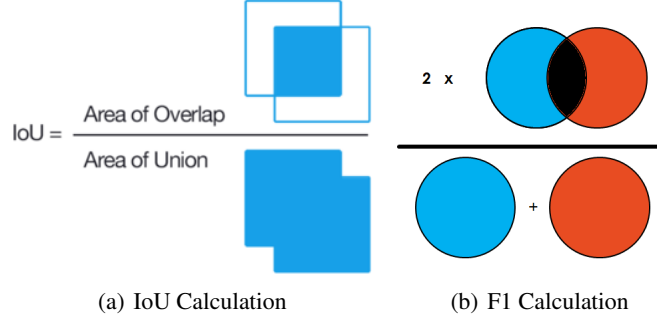 Area of Overlap
IoU =
Area of Union
2 x
+
(a) IoU Calculation
(b) F1 Calculation